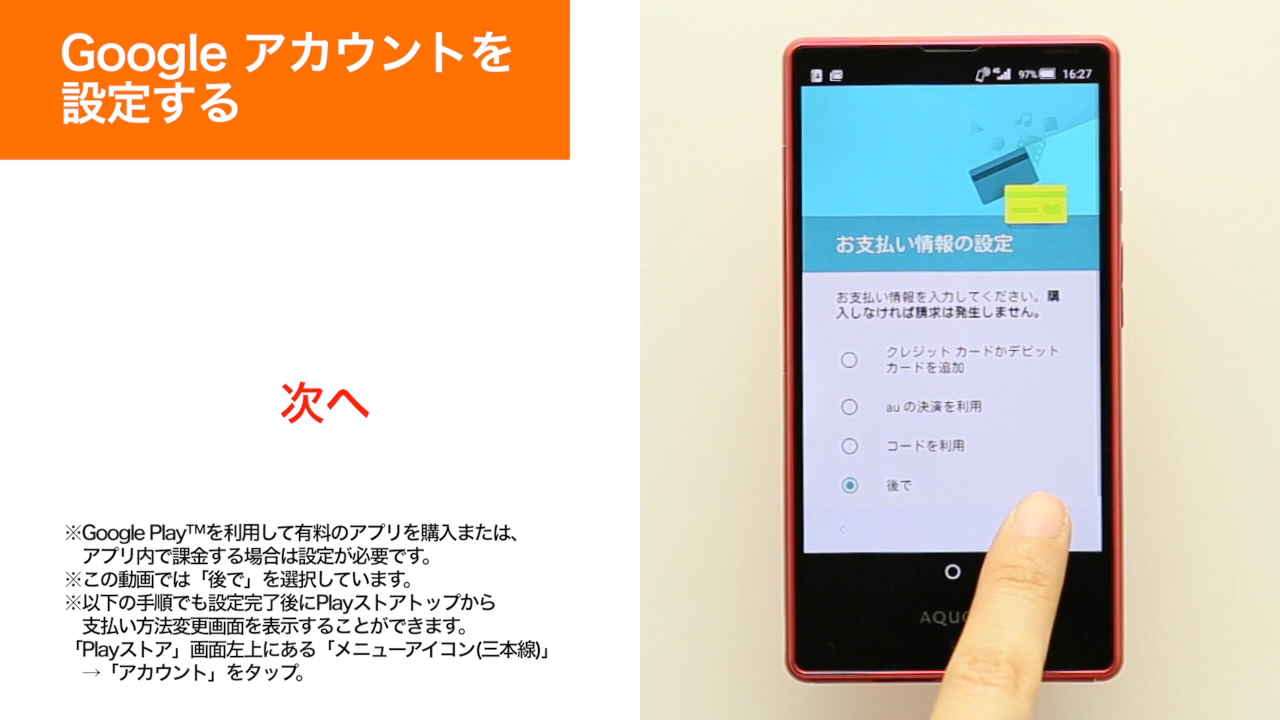 Google アカウントを
設定する
次へ
※Google Play™を利用して有料のアプリを購入または、
アプリ内で課金する場合は設定が必要です。
※この動画では「後で」を選択しています。
※以下の手順でも設定完了後にPlayストアトップから
支払い方法変更画面を表示することができます。
「Playストア」画面左上にある「メニューアイコン(三本線)」
→「アカウント」をタップ。
4G 97% 16:27
お支払い情報の設定
お支払い情報を入力してください。購
入しなければ請求は発生しません。
クレジット カードかデビット
カードを追加
au の決済を利用
コードを利用
後で